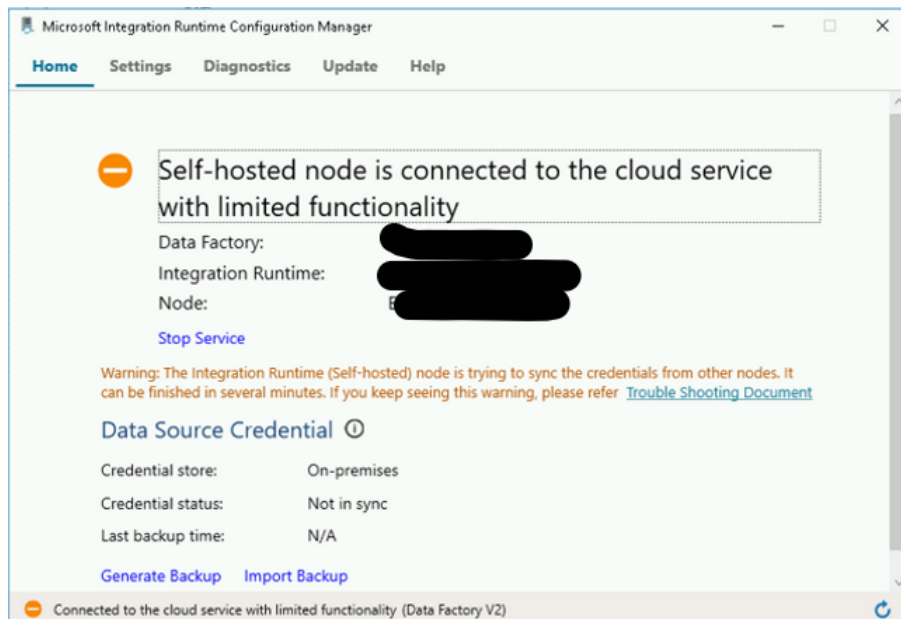 Microsoft Integration Runtime Configuration Manager
Home Settings Diagnostics Update Help
Self-hosted node is connected to the cloud service
with limited functionality
Data Factory:
Integration Runtime:
Node:
Stop Service
Warning: The Integration Runtime (Self-hosted) node is trying to sync the credentials from other nodes. It
can be finished in several minutes. If you keep seeing this warning, please refer Trouble Shooting Document
Data Source Credential
Credential store: On-premises
Credential status: Not in sync
Last backup time: N/A
Generate Backup Import Backup
Connected to the cloud service with limited functionality (Data Factory V2)